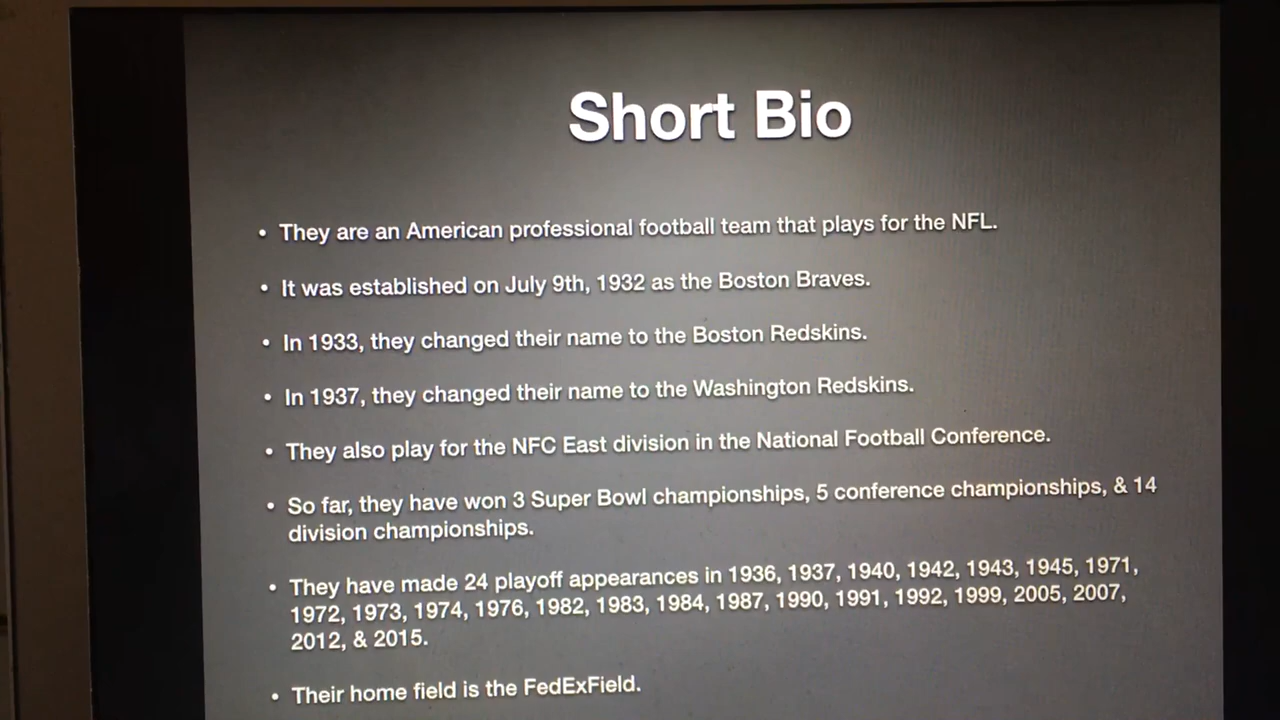 Short Bio
• They are an American professional football team that plays for the NFL.
• It was established on July 9th, 1932 as the Boston Braves.
• In 1933, they changed their name to the Boston Redskins.
• In 1937, they changed their name to the Washington Redskins.
• They also play for the NFC East division in the National Football Conference.
• So far, they have won 3 Super Bowl championships, 5 conference championships, & 14
division championships.
• They have made 24 playoff appearances in 1936, 1937, 1940, 1942, 1943, 1945, 1971,
1972, 1973, 1974, 1976, 1982, 1983, 1984, 1987, 1990, 1991, 1992, 1999, 2005, 2007,
2012, & 2015.
• Their home field is the FedExField.